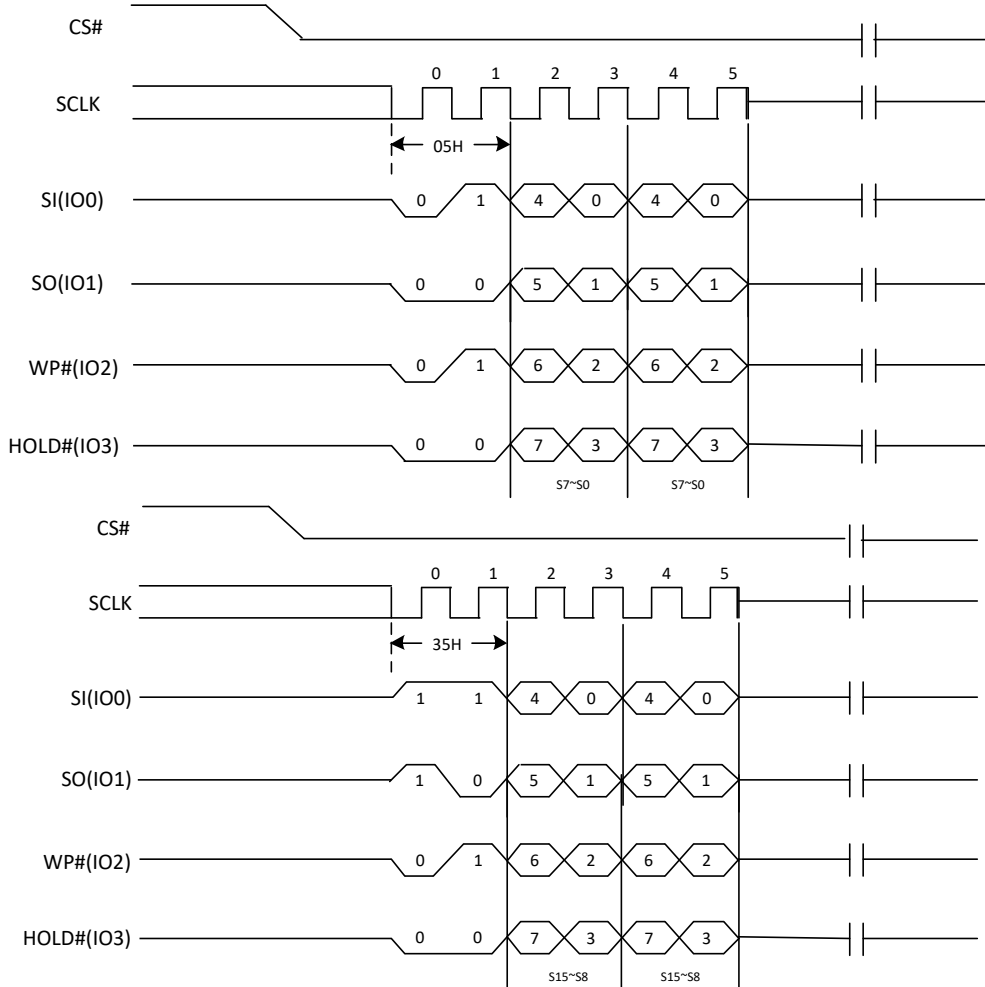 CS#
0 1 2 3 4 5
SCLK
05H
SI(IO0) 0 1 4 0 4 0
SO(IO1) 0 0 5 1 5 1
WP#(IO2) 0 1 6 2 6 2
HOLD#(IO3) 0 0 7 3 7 3
S7~S0 S7~S0
CS#
0 1 2 3 4 5
SCLK
35H
SI(IO0) 1 1 4 0 4 0
SO(IO1) 1 0 5 1 5 1
WP#(IO2) 0 1 6 2 6 2
HOLD#(IO3) 0 0 7 3 7 3
S15~S8 S15~S8